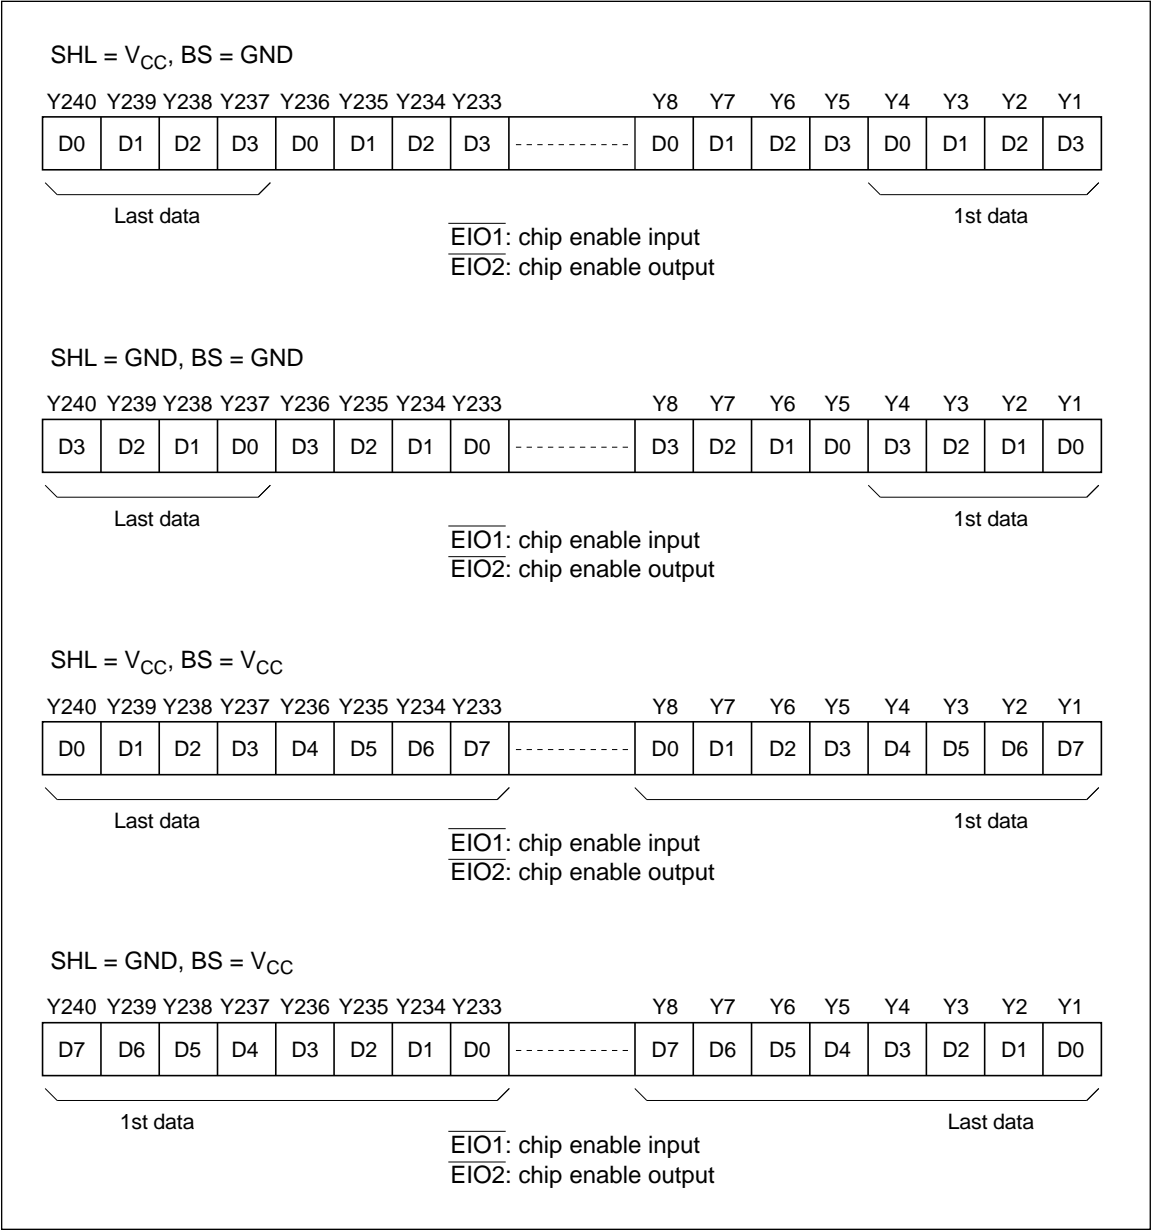 SHL = VCC, BS = GND
Y240 Y239 Y238 Y237 Y236 Y235 Y234 Y233 Y8 Y7 Y6 Y5 Y4 Y3 Y2 Y1
D0 D1 D2 D3 D0 D1 D2 D3 D0 D1 D2 D3 D0 D1 D2 D3
Last data 1st data
EIO1: chip enable input
EIO2: chip enable output
SHL = GND, BS = GND
Y240 Y239 Y238 Y237 Y236 Y235 Y234 Y233 Y8 Y7 Y6 Y5 Y4 Y3 Y2 Y1
D3 D2 D1 D0 D3 D2 D1 D0 D3 D2 D1 D0 D3 D2 D1 D0
Last data 1st data
EIO1: chip enable input
EIO2: chip enable output
SHL = VCC, BS = VCC
Y240 Y239 Y238 Y237 Y236 Y235 Y234 Y233 Y8 Y7 Y6 Y5 Y4 Y3 Y2 Y1
D0 D1 D2 D3 D4 D5 D6 D7 D0 D1 D2 D3 D4 D5 D6 D7
Last data 1st data
EIO1: chip enable input
EIO2: chip enable output
SHL = GND, BS = VCC
Y240 Y239 Y238 Y237 Y236 Y235 Y234 Y233 Y8 Y7 Y6 Y5 Y4 Y3 Y2 Y1
D7 D6 D5 D4 D3 D2 D1 D0 D7 D6 D5 D4 D3 D2 D1 D0
1st data Last data
EIO1: chip enable input
EIO2: chip enable output